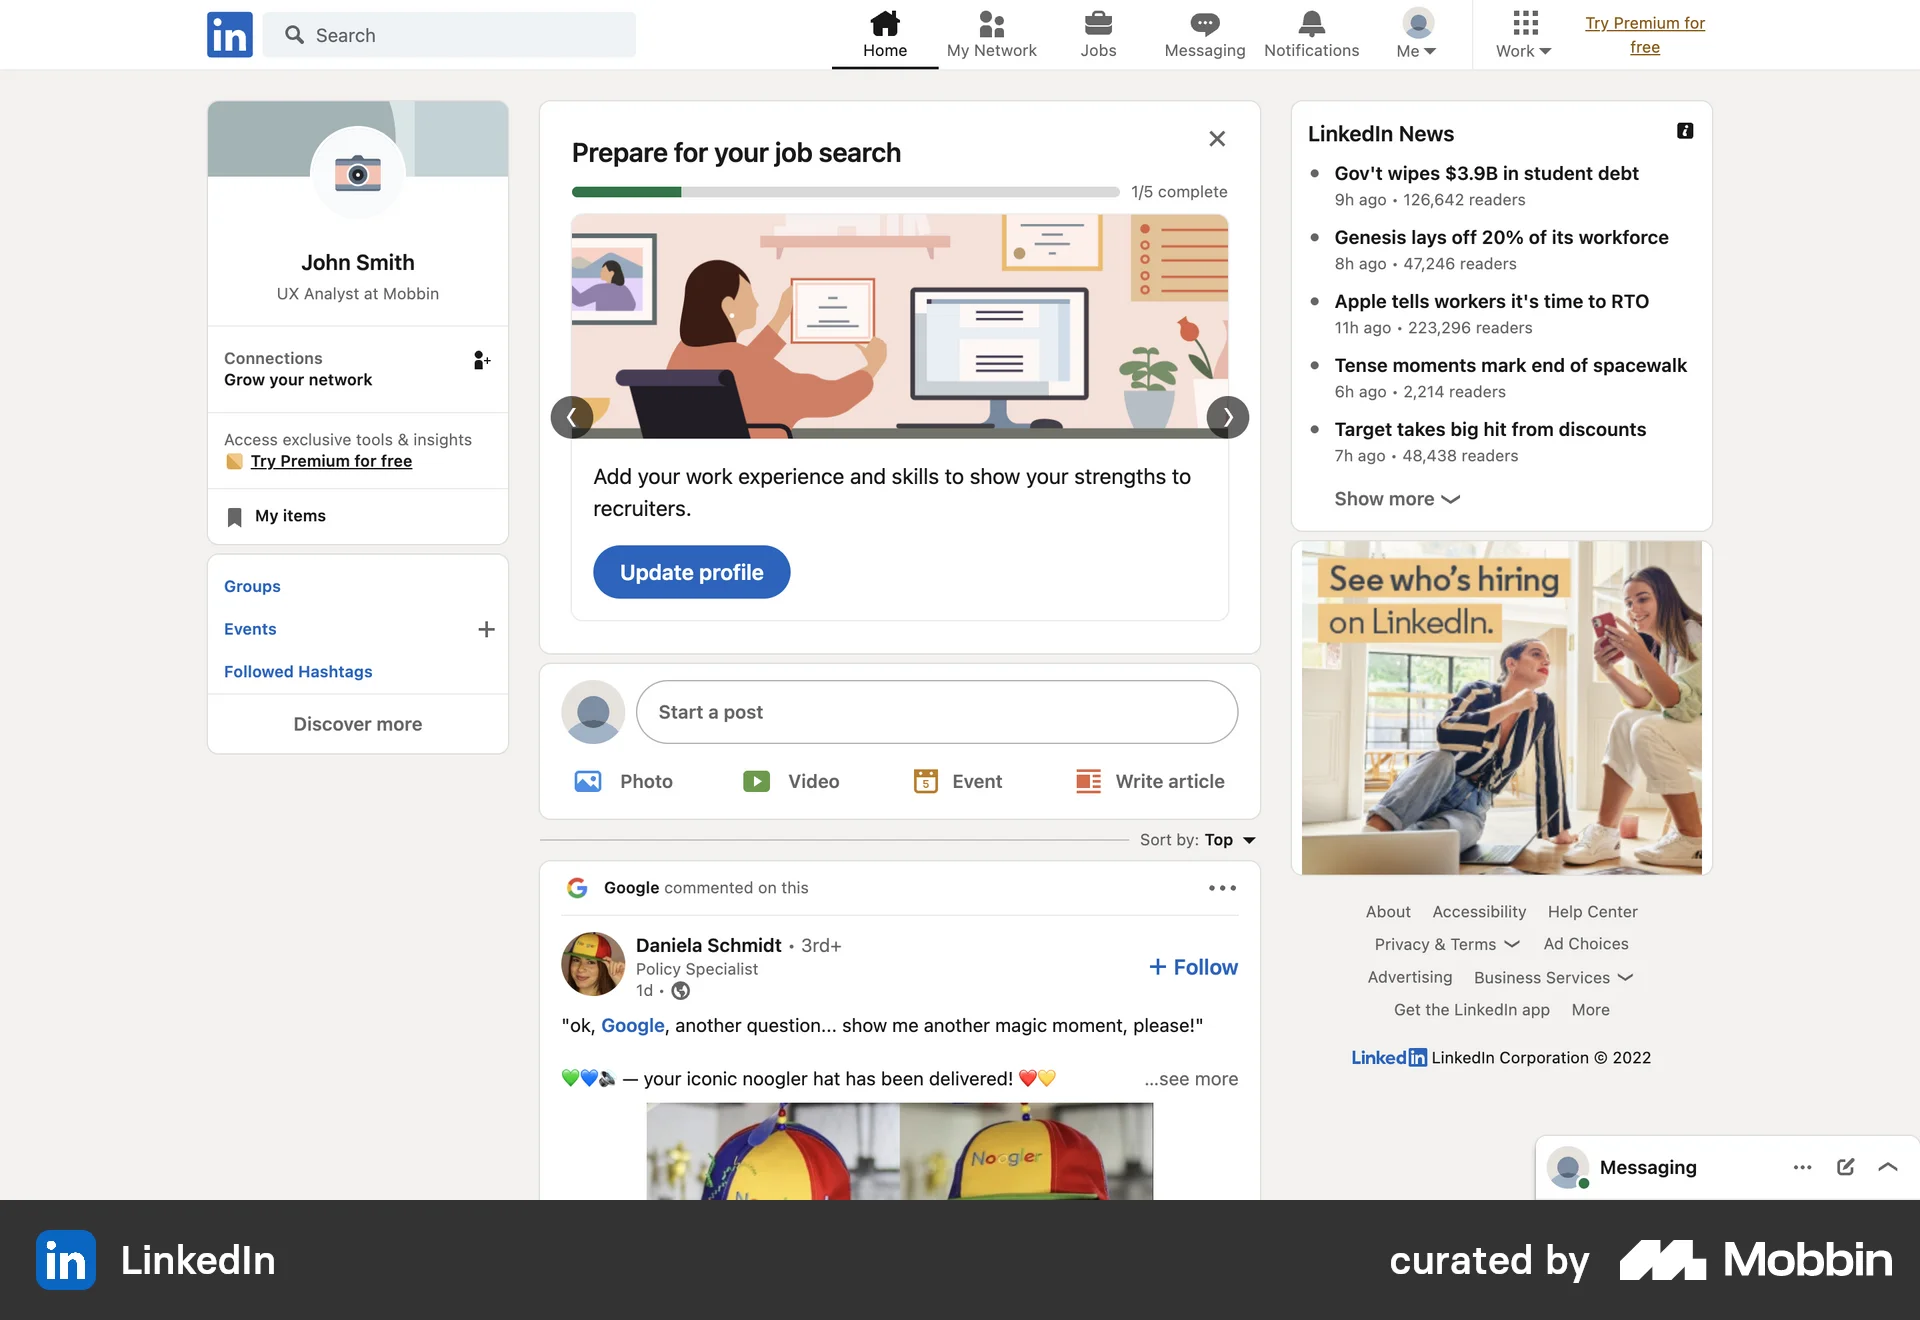 in
Search
Home
My Network
Jobs
Messaging
Notifications
Me
Work
Try Premium for
free
John Smith
UX Analyst at Mobbin
Connections
Grow your network
Access exclusive tools & insights
Try Premium for free
My items
Groups
Events
Followed Hashtags
Discover more
Prepare for your job search
1/5 complete
Add your work experience and skills to show your strengths to
recruiters.
Update profile
Start a post
Photo
Video
5
Event
Write article
Sort by: Top
Google commented on this
Daniela Schmidt • 3rd+
Policy Specialist
1d •
+ Follow
"ok, Google, another question... show me another magic moment, please!"
💚💙🔈 — your iconic noogler hat has been delivered! ❤️💛
...see more
Noogler
LinkedIn News
Gov't wipes $3.9B in student debt
9h ago • 126,642 readers
Genesis lays off 20% of its workforce
8h ago • 47,246 readers
Apple tells workers it's time to RTO
11h ago • 223,296 readers
Tense moments mark end of spacewalk
6h ago • 2,214 readers
Target takes big hit from discounts
7h ago • 48,438 readers
Show more
See who's hiring
on LinkedIn.
About Accessibility Help Center
Privacy & Terms Ad Choices
Advertising Business Services
Get the LinkedIn app More
LinkedIn LinkedIn Corporation © 2022
Messaging
in LinkedIn
curated by Mobbin